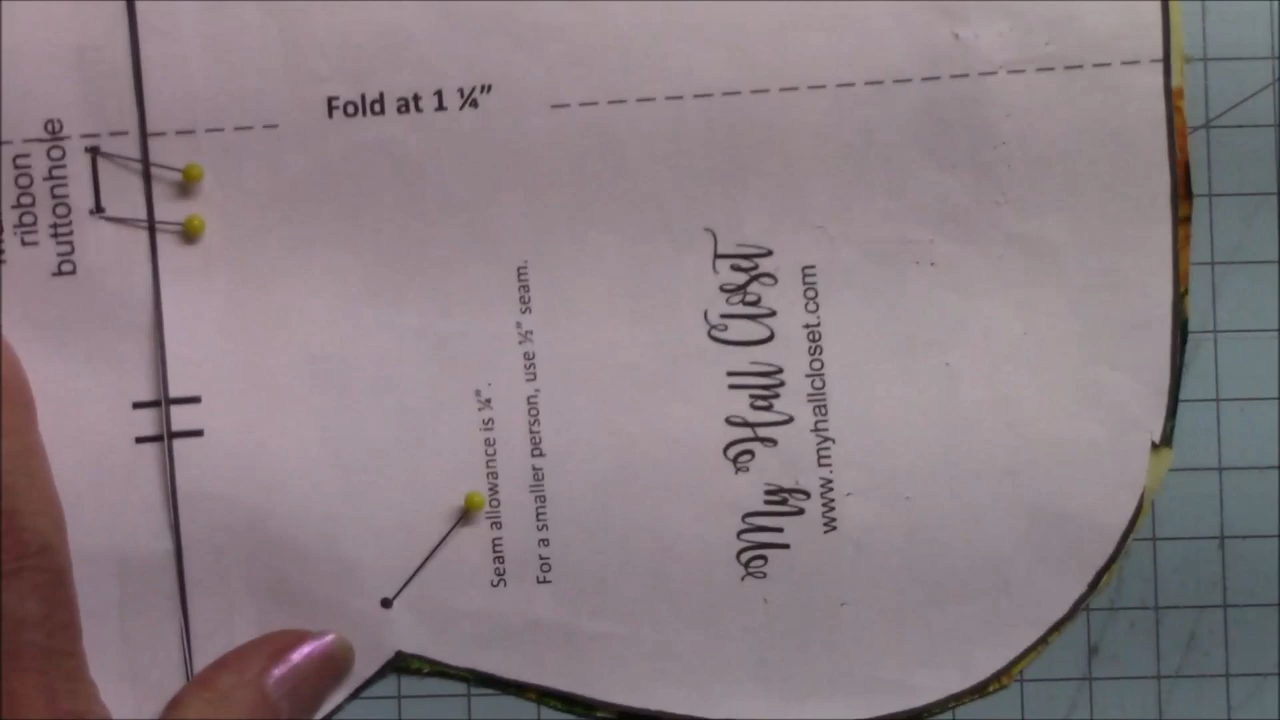 Fold at 1 ¼”
ribbon
buttonhole
Seam allowance is ¼”.
For a smaller person, use ½” seam.
My Hall Closet
www.myhallcloset.com